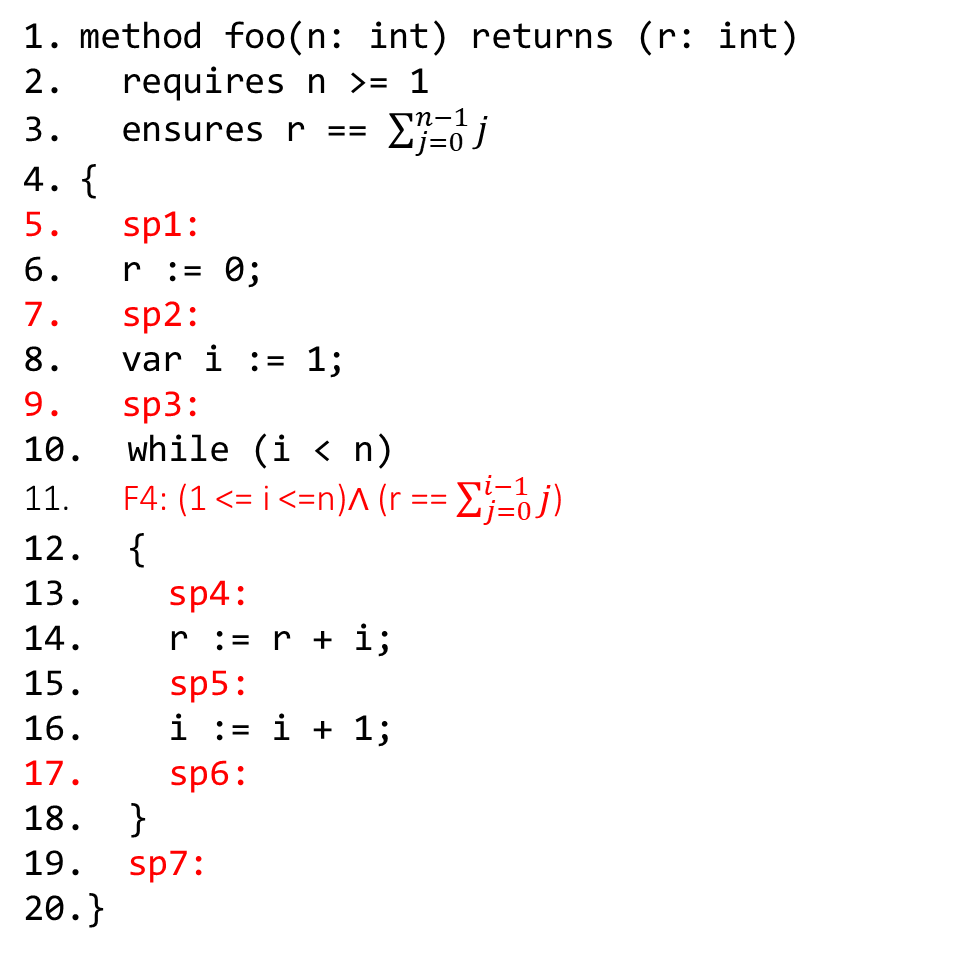 1. method foo(n: int) returns (r: int)
2. requires n >= 1
3. ensures r == ∑_{j=0}^{n−1} j
4. {
5. sp1:
6. r := 0;
7. sp2:
8. var i := 1;
9. sp3:
10. while (i < n)
11. F4: (1 <= i <=n)∧ (r == ∑_{j=0}^{i−1} j)
12. {
13. sp4:
14. r := r + i;
15. sp5:
16. i := i + 1;
17. sp6:
18. }
19. sp7:
20.}